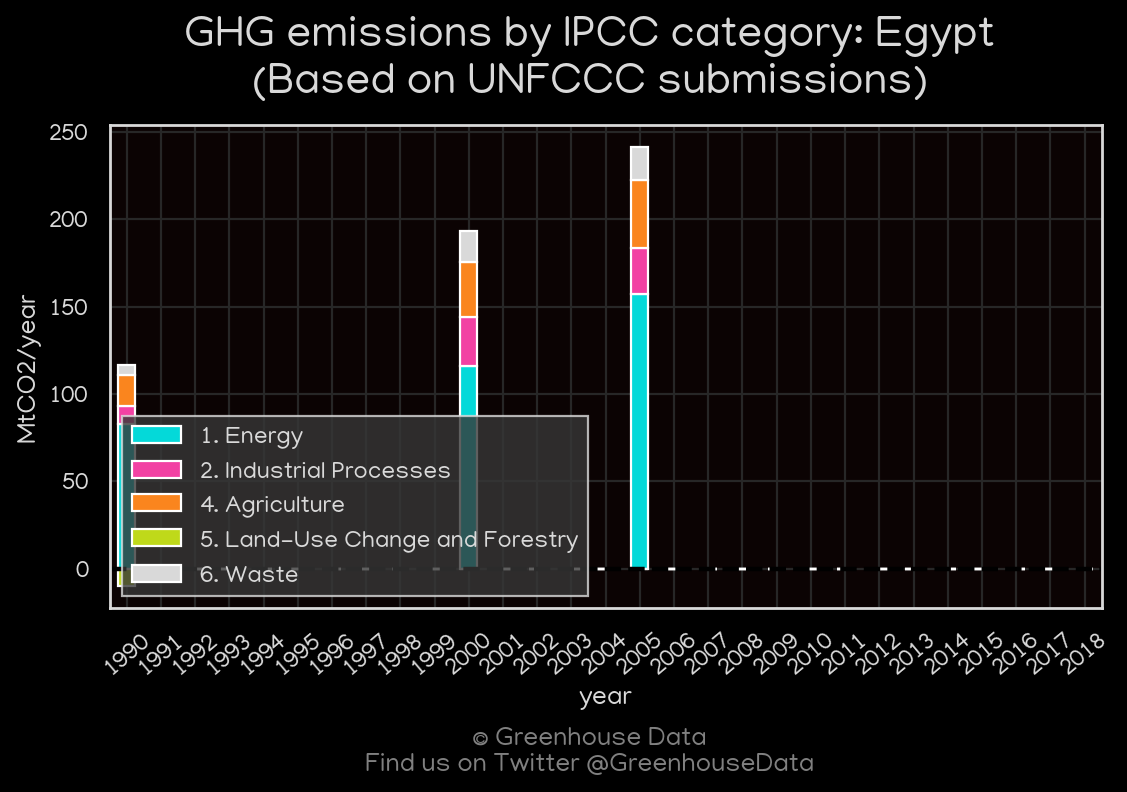 GHG emissions by IPCC category: Egypt
(Based on UNFCCC submissions)
250
200
150
100
50
0
MtCO2/year
1. Energy
2. Industrial Processes
4. Agriculture
5. Land-Use Change and Forestry
6. Waste
1990 1991 1992 1993 1994 1995 1996 1997 1998 1999 2000 2001 2002 2003 2004 2005 2006 2007 2008 2009 2010 2011 2012 2013 2014 2015 2016 2017 2018
year
© Greenhouse Data
Find us on Twitter @GreenhouseData